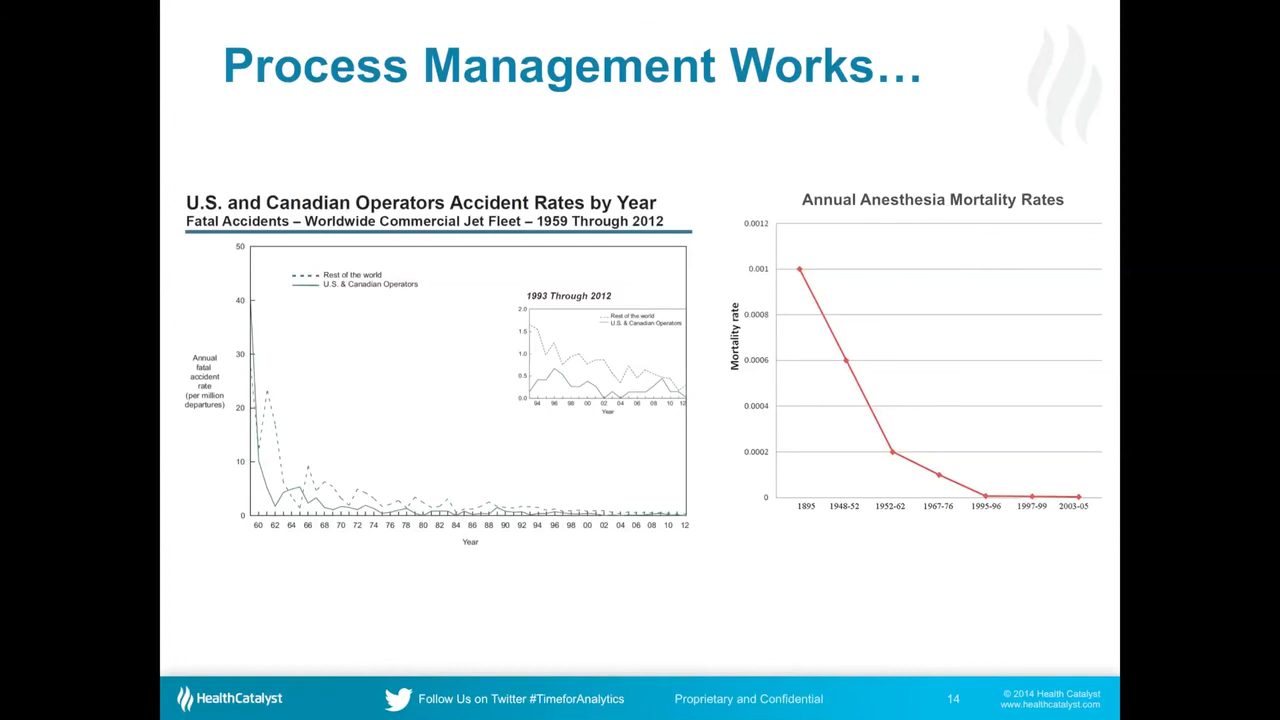 Process Management Works…
U.S. and Canadian Operators Accident Rates by Year
Fatal Accidents – Worldwide Commercial Jet Fleet – 1959 Through 2012
50
40
30
20
10
0
Annual
fatal
accident
rate
(per million
departures)
Rest of the world
U.S. & Canadian Operators
1993 Through 2012
2.0
1.5
1.0
0.5
0.0
Rest of the world
U.S. & Canadian Operators
94 96 98 00 02 04 06 08 10 12
Year
60 62 64 66 68 70 72 74 76 78 80 82 84 86 88 90 92 94 96 98 00 02 04 06 08 10 12
Year
Annual Anesthesia Mortality Rates
0.0012
0.001
0.0008
0.0006
0.0004
0.0002
0
Mortality rate
1895 1948-52 1952-62 1967-76 1995-96 1997-99 2003-05
HealthCatalyst
Follow Us on Twitter #TimeforAnalytics
Proprietary and Confidential
14
© 2014 Health Catalyst
www.healthcatalyst.com